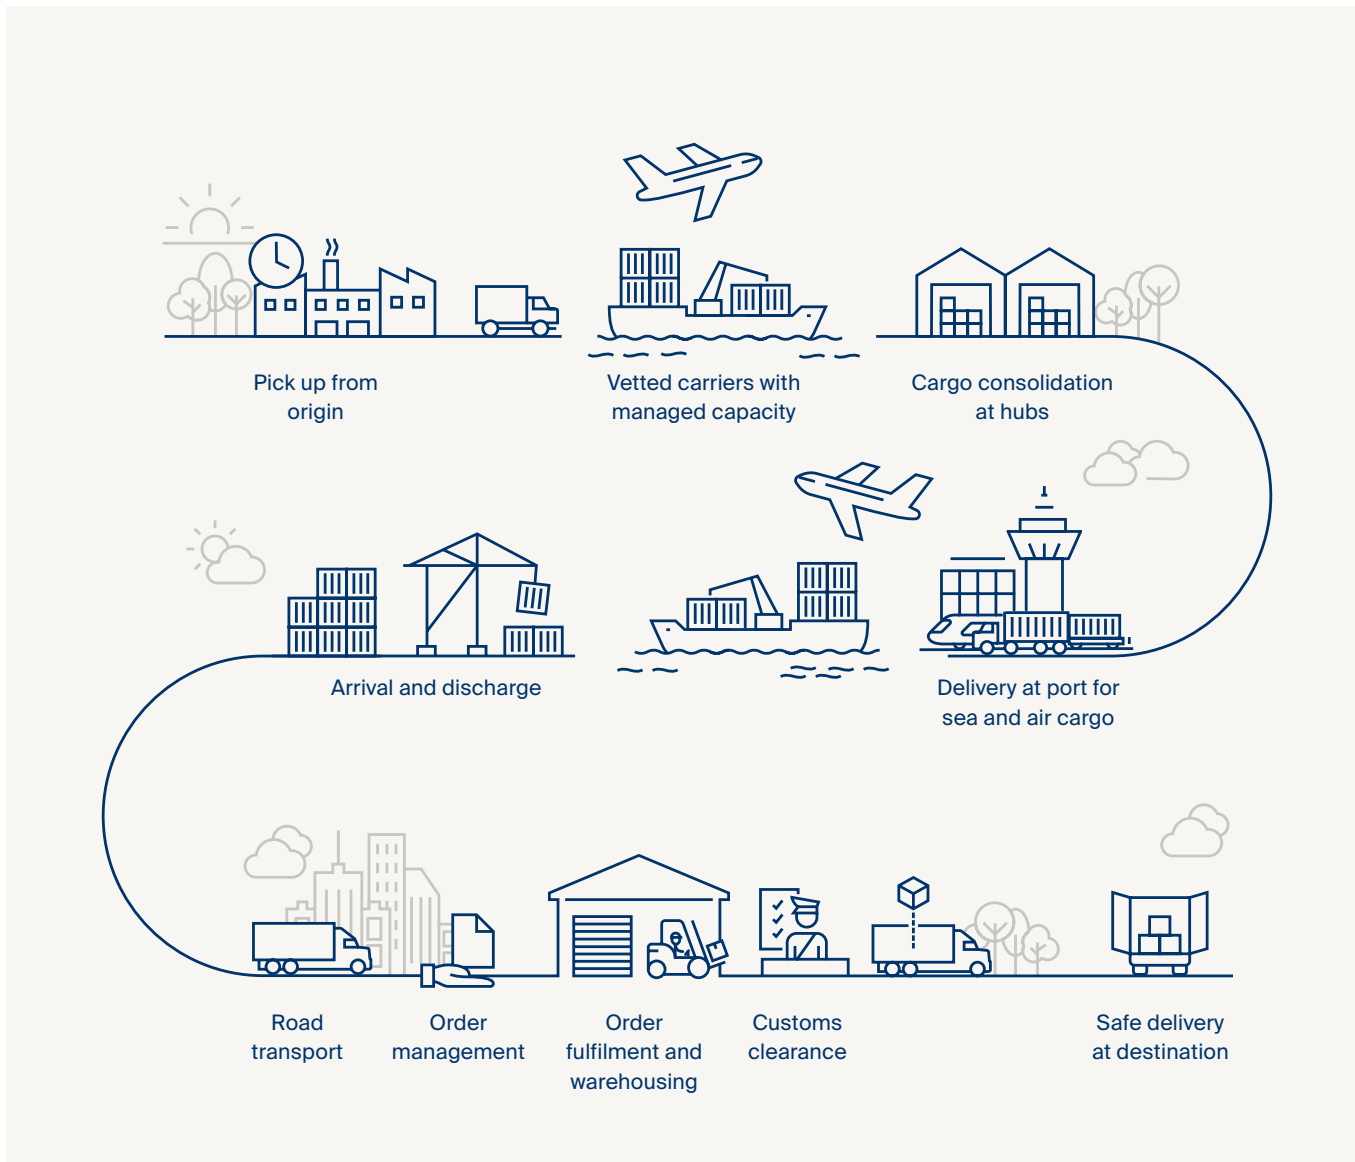 Pick up from
origin
Vetted carriers with
managed capacity
Cargo consolidation
at hubs
Arrival and discharge
Delivery at port for
sea and air cargo
Road
transport
Order
management
Order
fulfilment and
warehousing
Customs
clearance
Safe delivery
at destination